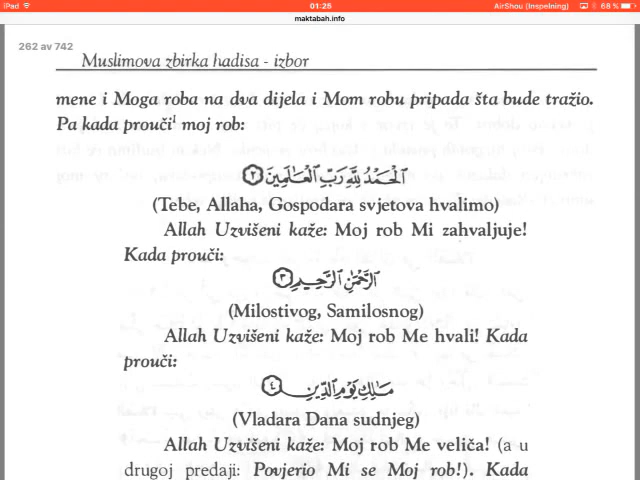 iPad
01:25
AirShou (Inspelning)
68 %
maktabah.info
262 av 742
Muslimova zbirka hadisa - izbor
mene i Moga roba na dva dijela i Mom robu pripada šta bude tražio.
Pa kada prouči¹ moj rob:
ٱلْحَمْدُ لِلَّهِ رَبِّ ٱلْعَـٰلَمِينَ ٢
(Tebe, Allaha, Gospodara svjetova hvalimo)
Allah Uzvišeni kaže: Moj rob Mi zahvaljuje!
Kada prouči:
ٱلرَّحْمَـٰنِ ٱلرَّحِيمِ ٣
(Milostivog, Samilosnog)
Allah Uzvišeni kaže: Moj rob Me hvali! Kada
prouči:
مَـٰلِكِ يَوْمِ ٱلدِّينِ ٤
(Vladara Dana sudnjeg)
Allah Uzvišeni kaže: Moj rob Me veliča! (a u
drugoj predaji: Povjerio Mi se Moj rob!). Kada